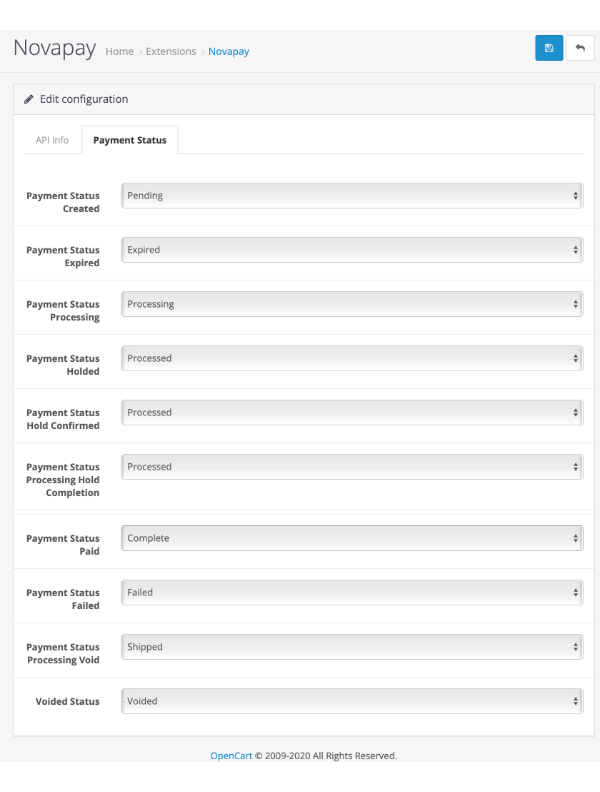 Novapay Home › Extensions › Novapay
Edit configuration
API info Payment Status
Payment Status
Created
Pending
Payment Status
Expired
Expired
Payment Status
Processing
Processing
Payment Status
Holded
Processed
Payment Status
Hold Confirmed
Processed
Payment Status
Processing Hold
Completion
Processed
Payment Status
Paid
Complete
Payment Status
Failed
Failed
Payment Status
Processing Void
Shipped
Voided Status
Voided
OpenCart © 2009-2020 All Rights Reserved.